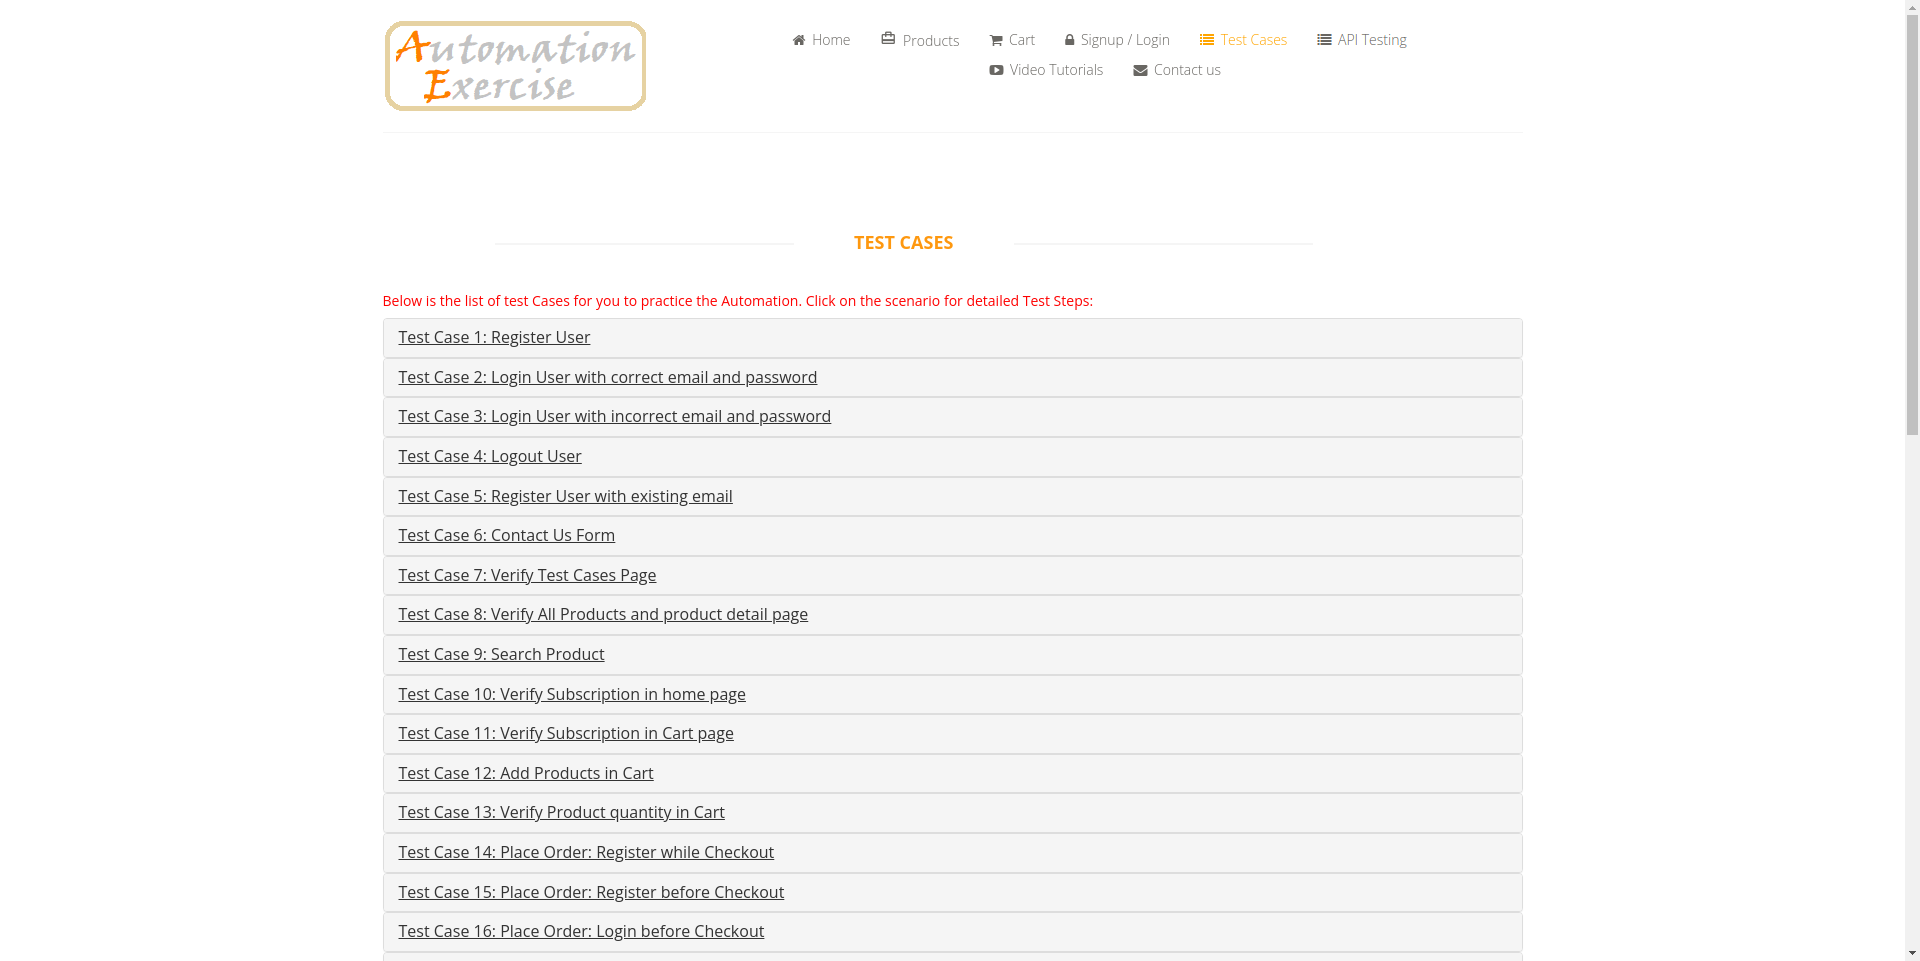 Automation
Exercise
Home Products Cart Signup / Login Test Cases API Testing
Video Tutorials Contact us
TEST CASES
Below is the list of test Cases for you to practice the Automation. Click on the scenario for detailed Test Steps:
Test Case 1: Register User
Test Case 2: Login User with correct email and password
Test Case 3: Login User with incorrect email and password
Test Case 4: Logout User
Test Case 5: Register User with existing email
Test Case 6: Contact Us Form
Test Case 7: Verify Test Cases Page
Test Case 8: Verify All Products and product detail page
Test Case 9: Search Product
Test Case 10: Verify Subscription in home page
Test Case 11: Verify Subscription in Cart page
Test Case 12: Add Products in Cart
Test Case 13: Verify Product quantity in Cart
Test Case 14: Place Order: Register while Checkout
Test Case 15: Place Order: Register before Checkout
Test Case 16: Place Order: Login before Checkout